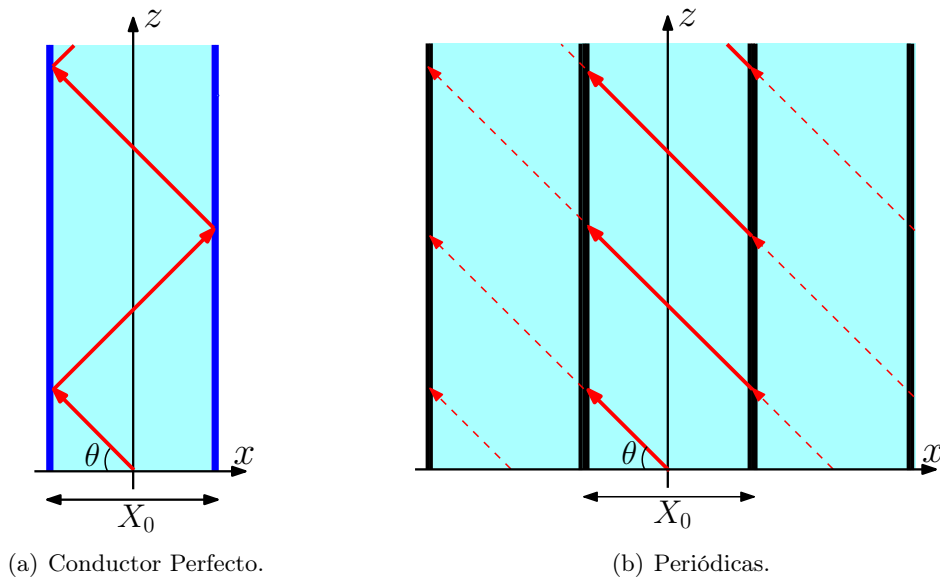 z
θ
x
X₀
(a) Conductor Perfecto.
z
θ
x
X₀
(b) Periódicas.